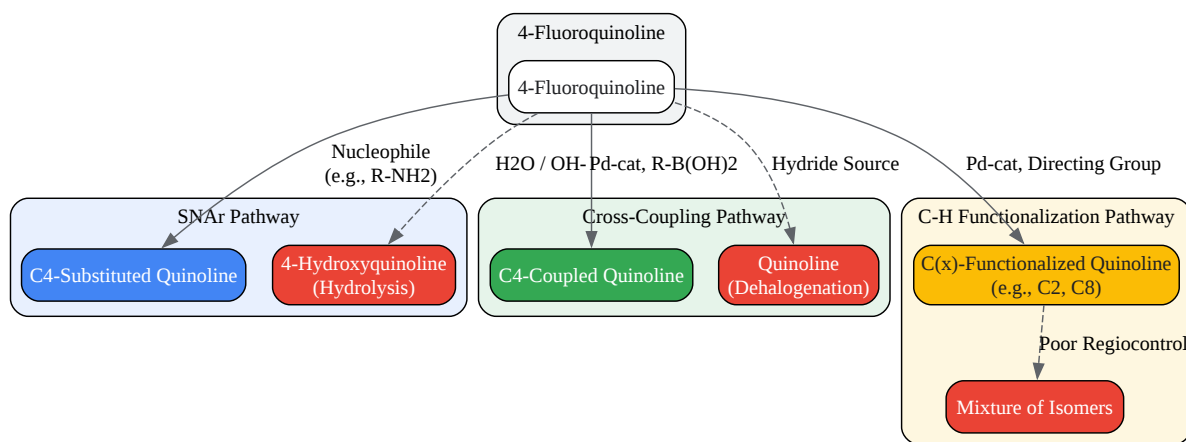 4-Fluoroquinoline
4-Fluoroquinoline
Nucleophile
(e.g., R-NH2)
H2O / OH-
Pd-cat, R-B(OH)2
Hydride Source
Pd-cat, Directing Group
SNAr Pathway
Cross-Coupling Pathway
C-H Functionalization Pathway
C4-Substituted Quinoline
4-Hydroxyquinoline
(Hydrolysis)
C4-Coupled Quinoline
Quinoline
(Dehalogenation)
C(x)-Functionalized Quinoline
(e.g., C2, C8)
Poor Regiocontrol
Mixture of Isomers